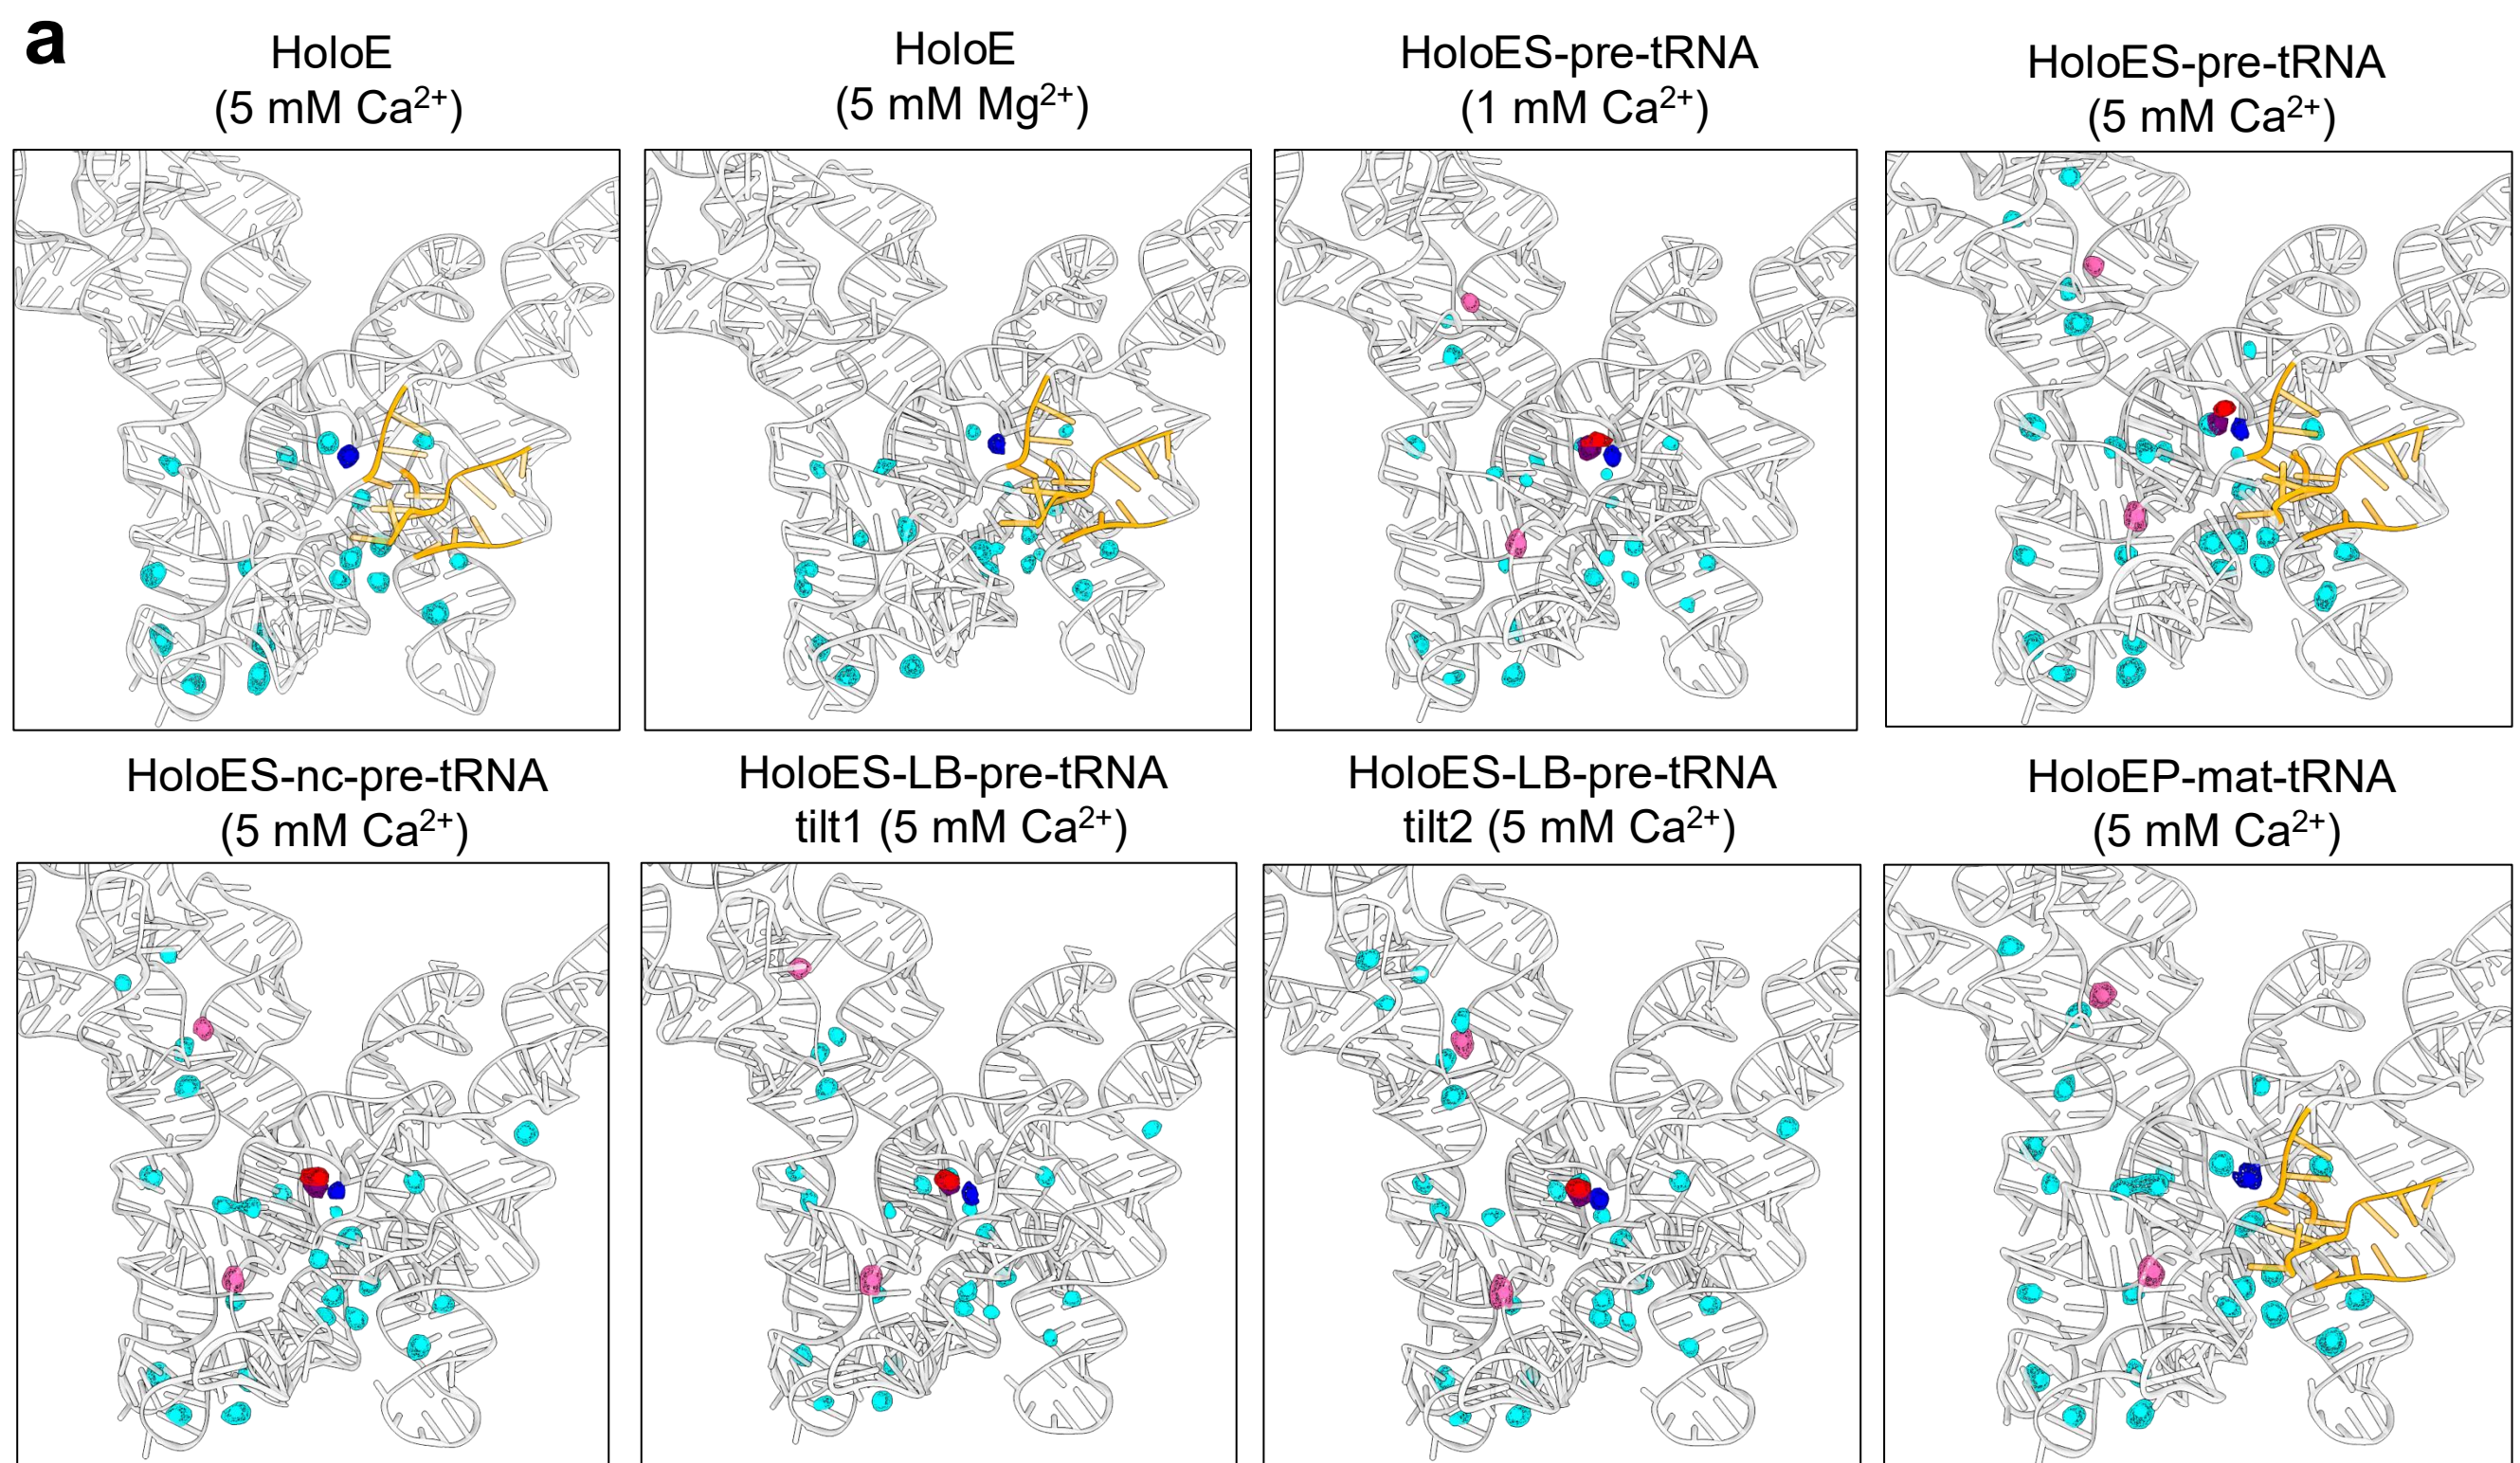 a
HoloE
(5 mM Ca²⁺)
HoloE
(5 mM Mg²⁺)
HoloES-pre-tRNA
(1 mM Ca²⁺)
HoloES-pre-tRNA
(5 mM Ca²⁺)
HoloES-nc-pre-tRNA
(5 mM Ca²⁺)
HoloES-LB-pre-tRNA
tilt1 (5 mM Ca²⁺)
HoloES-LB-pre-tRNA
tilt2 (5 mM Ca²⁺)
HoloEP-mat-tRNA
(5 mM Ca²⁺)